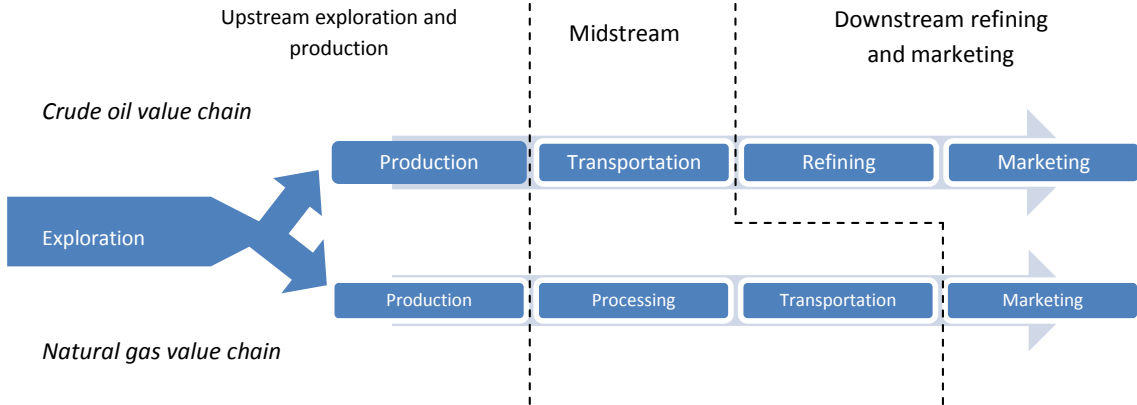 Upstream exploration and
production
Midstream
Downstream refining
and marketing
Crude oil value chain
Production
Transportation
Refining
Marketing
Exploration
Production
Processing
Transportation
Marketing
Natural gas value chain